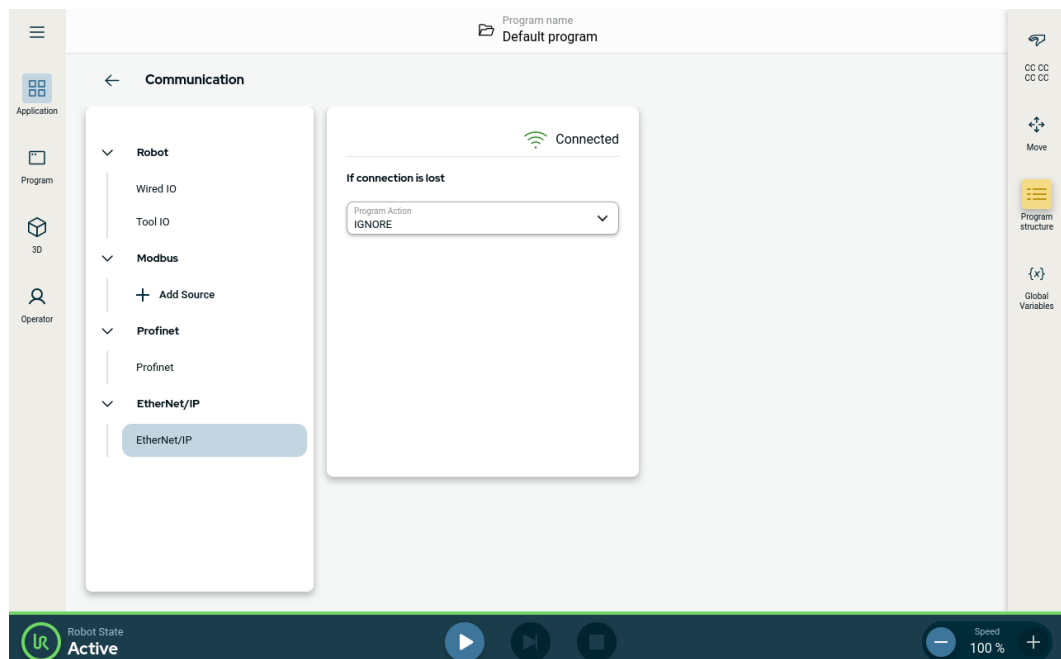 Program name
Default program
Application
Program
3D
Operator
Communication
Robot
Wired IO
Tool IO
Modbus
Add Source
Profinet
Profinet
EtherNet/IP
EtherNet/IP
Connected
If connection is lost
Program Action
IGNORE
CC CC
CC CC
Move
Program
structure
{x}
Global
Variables
UR
Robot State
Active
Speed
100 %